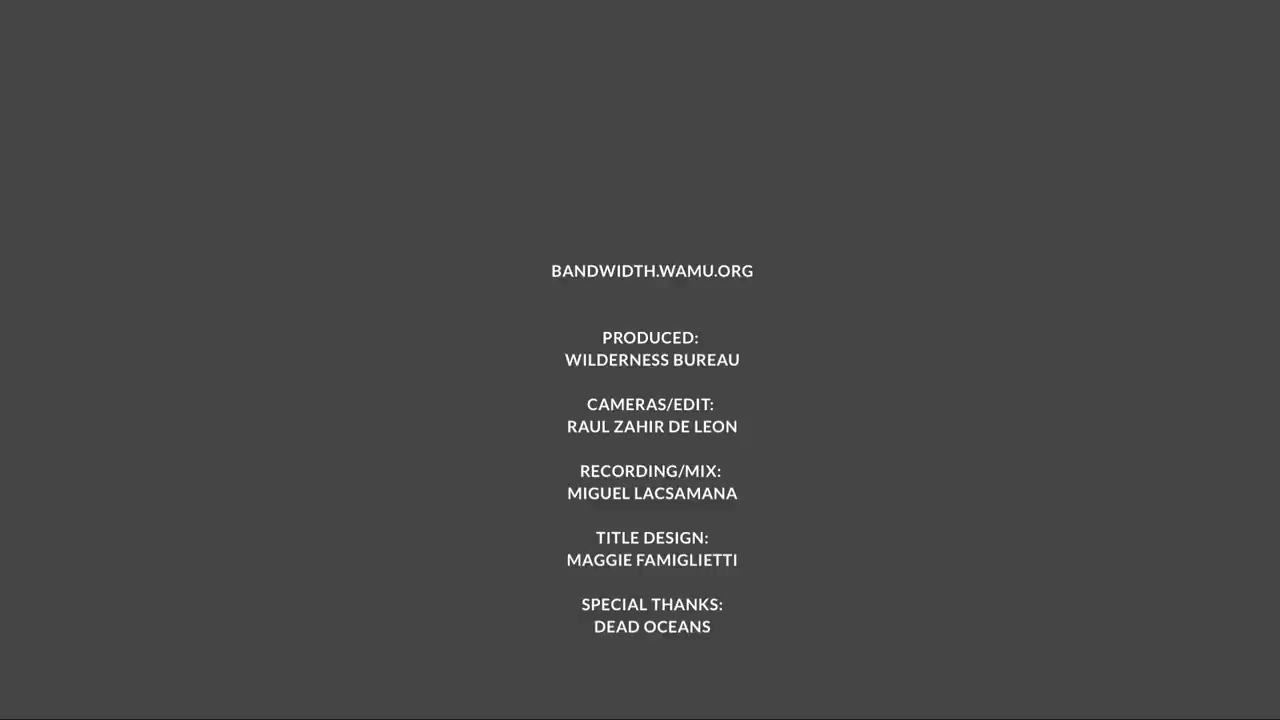 BANDWIDTH.WAMU.ORG
PRODUCED:
WILDERNESS BUREAU
CAMERAS/EDIT:
RAUL ZAHIR DE LEON
RECORDING/MIX:
MIGUEL LACSAMANA
TITLE DESIGN:
MAGGIE FAMIGLIETTI
SPECIAL THANKS:
DEAD OCEANS